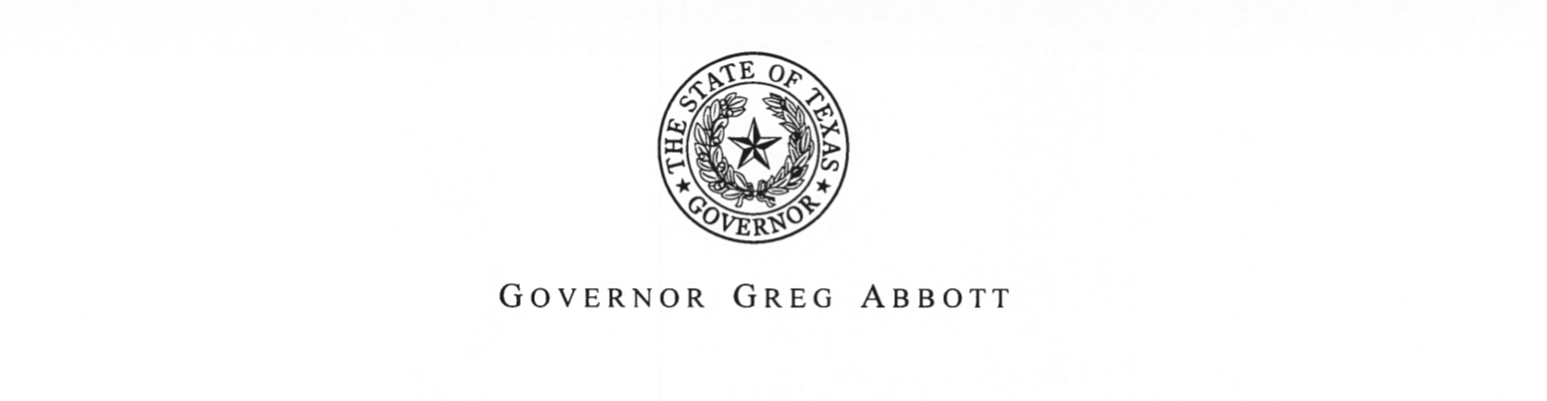 THE STATE OF TEXAS
GOVERNOR
GOVERNOR GREG ABBOTT